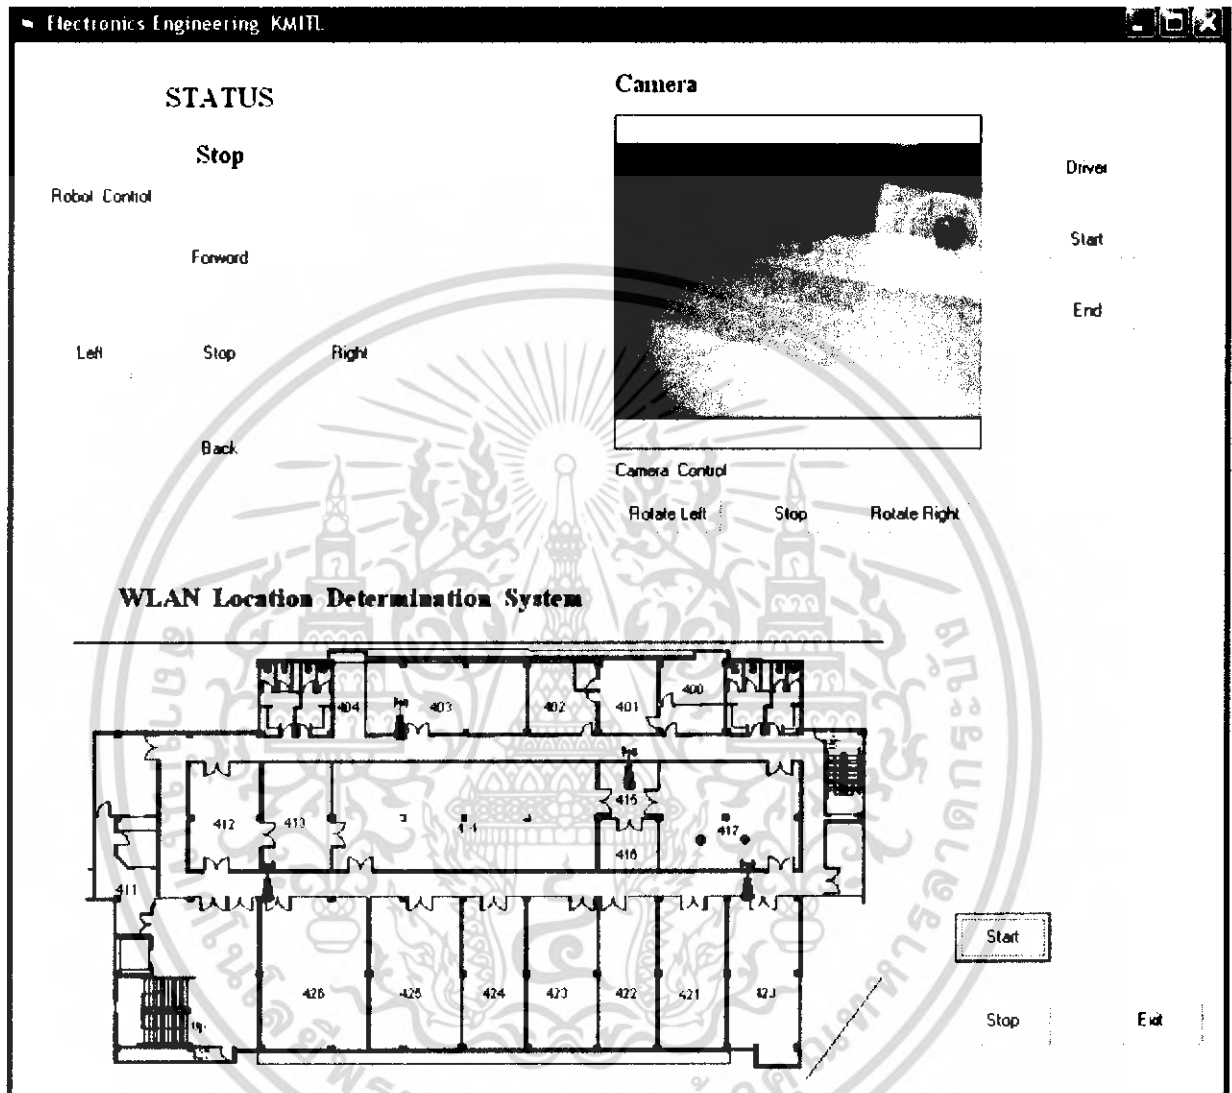 Electronics Engineering KMITL
STATUS
Stop
Robot Control
Forword
Left Stop Right
Back
Camera
Driver
Start
End
Camera Control
Rotate Left Stop Rotate Right
WLAN Location Determination System
404 403 402 401 400
412 413 415 417
416
411
426 425 424 423 422 421
Start
Stop Exit